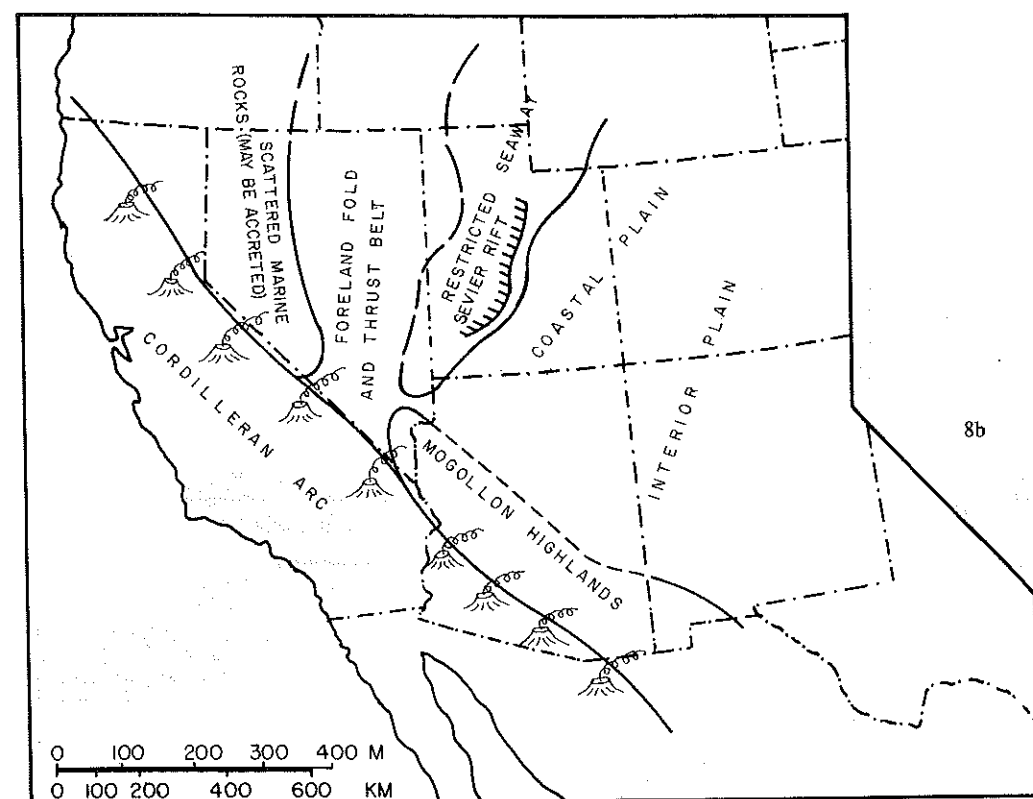 SCATTERED MARINE
ROCKS (MAY BE ACCRETED)
FORELAND FOLD
AND THRUST BELT
RESTRICTED SEAWAY
SEVIER RIFT
COASTAL PLAIN
INTERIOR PLAIN
CORDILLERAN ARC
MOGOLLON HIGHLANDS
8b
0 100 200 300 400 M
0 100 200 400 600 KM